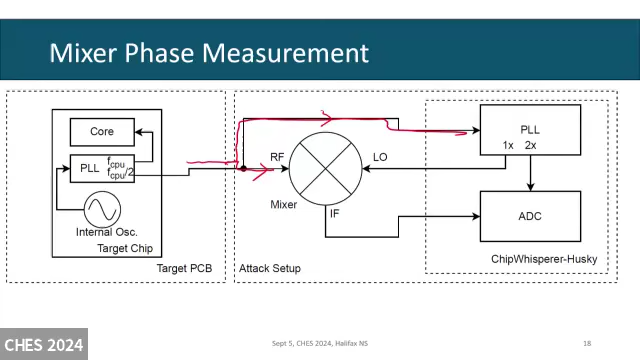 Mixer Phase Measurement
Core
PLL
fcpu
fcpu/2
Internal Osc.
Target Chip
Target PCB
RF
LO
Mixer
IF
Attack Setup
PLL
1x 2x
ADC
ChipWhisperer-Husky
CHES 2024
Sept 5, CHES 2024, Halifax NS
18